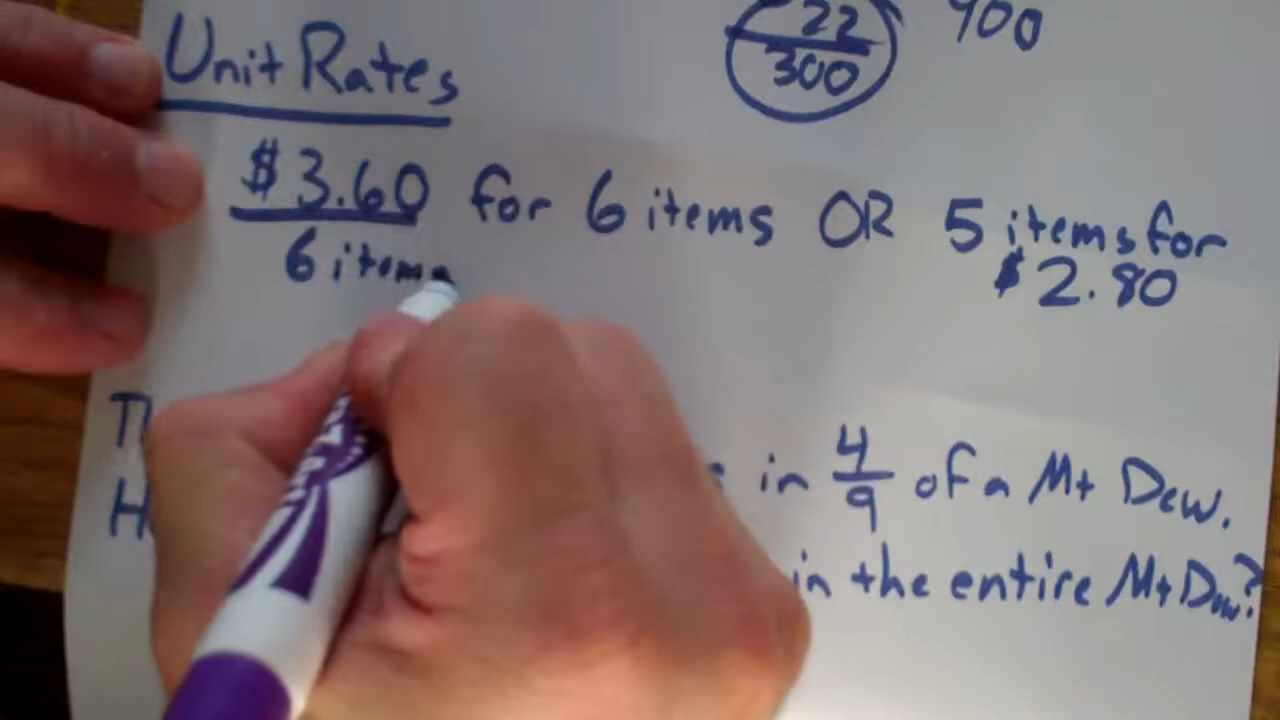 22
300
400
Unit Rates
$3.60 for 6 items OR 5 items for
$2.80
6 items
in 4/9 of a Mt Dew.
in the entire Mt Dew?